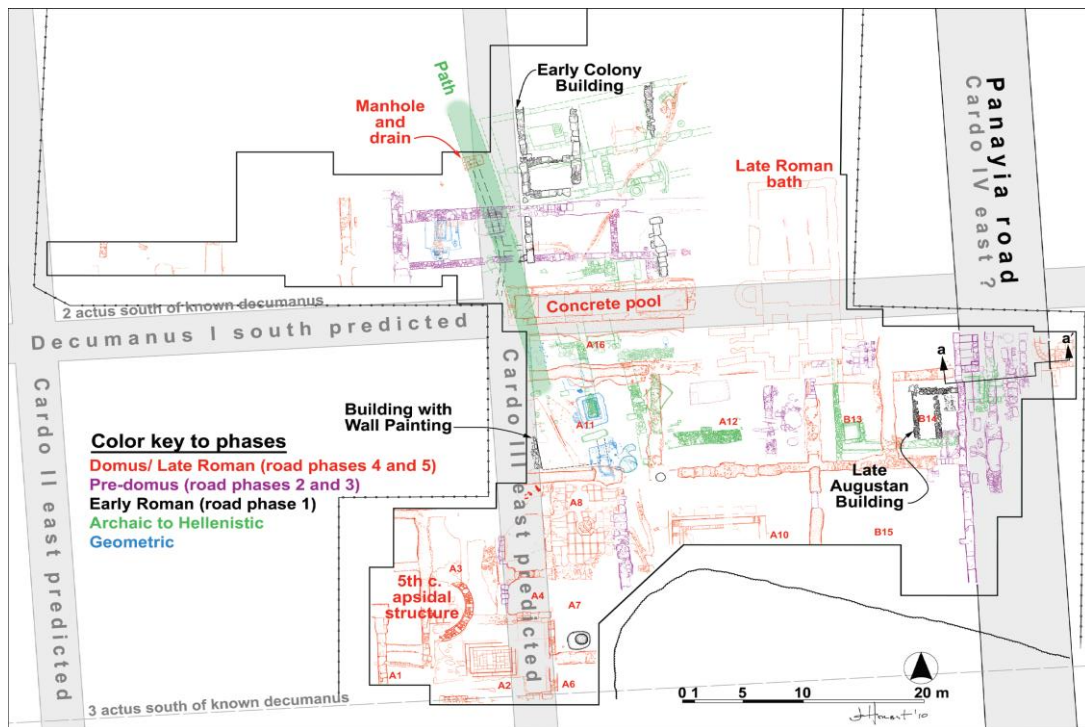 Path
Early Colony
Building
Manhole
and
drain
Late Roman
bath
Panayia road
Cardo IV east ?
2 actus south of known decumanus
Decumanus I south predicted
Concrete pool
a
a'
A16
Cardo II east predicted
Cardo III east predicted
Building with
Wall Painting
A11
A12
B13
B14
Late
Augustan
Building
Color key to phases
Domus/ Late Roman (road phases 4 and 5)
Pre-domus (road phases 2 and 3)
Early Roman (road phase 1)
Archaic to Hellenistic
Geometric
A8
A10
B15
A3
5th c.
apsidal
structure
A4
A7
A1
A2
A6
3 actus south of known decumanus
0 1 5 10 20 m